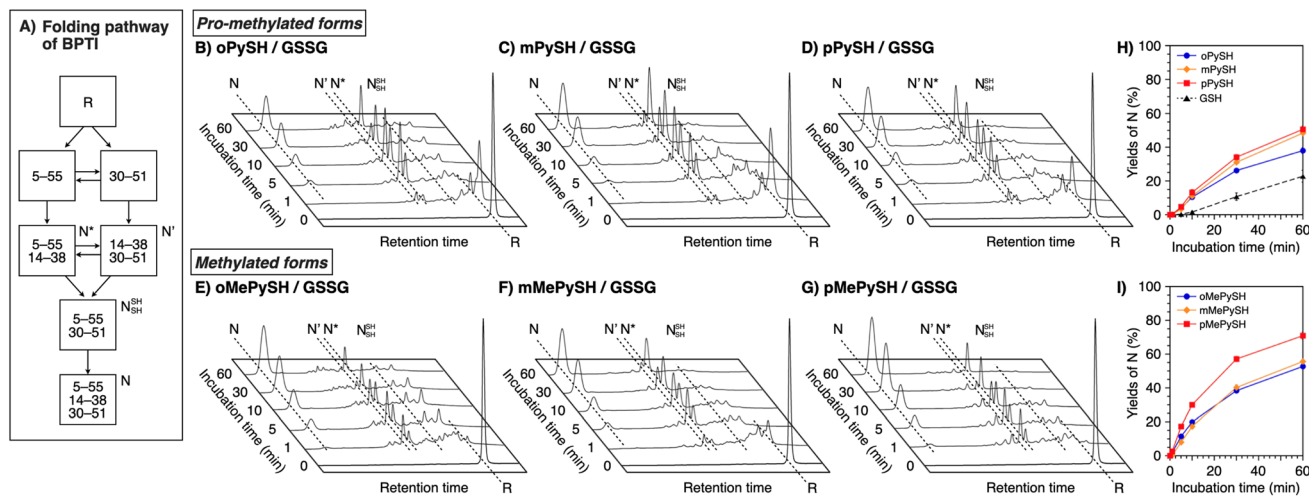 A) Folding pathway
of BPTI
R
5–55
30–51
N*
N'
5–55
14–38
14–38
30–51
N SH SH
5–55
30–51
N
5–55
14–38
30–51
Pro-methylated forms
B) oPySH / GSSG
N
N' N*
N SH SH
60
30
10
5
1
0
Incubation time (min)
Retention time
R
C) mPySH / GSSG
N
N' N*
N SH SH
60
30
10
5
1
0
Incubation time (min)
Retention time
R
D) pPySH / GSSG
N
N' N*
N SH SH
60
30
10
5
1
0
Incubation time (min)
Retention time
R
Methylated forms
E) oMePySH / GSSG
N
N' N*
N SH SH
60
30
10
5
1
0
Incubation time (min)
Retention time
R
F) mMePySH / GSSG
N
N' N*
N SH SH
60
30
10
5
1
0
Incubation time (min)
Retention time
R
G) pMePySH / GSSG
N
N' N*
N SH SH
60
30
10
5
1
0
Incubation time (min)
Retention time
R
H)
100
80
60
40
20
0
Yields of N (%)
oPySH
mPySH
pPySH
GSH
0 20 40 60
Incubation time (min)
I)
100
80
60
40
20
0
Yields of N (%)
oMePySH
mMePySH
pMePySH
0 20 40 60
Incubation time (min)